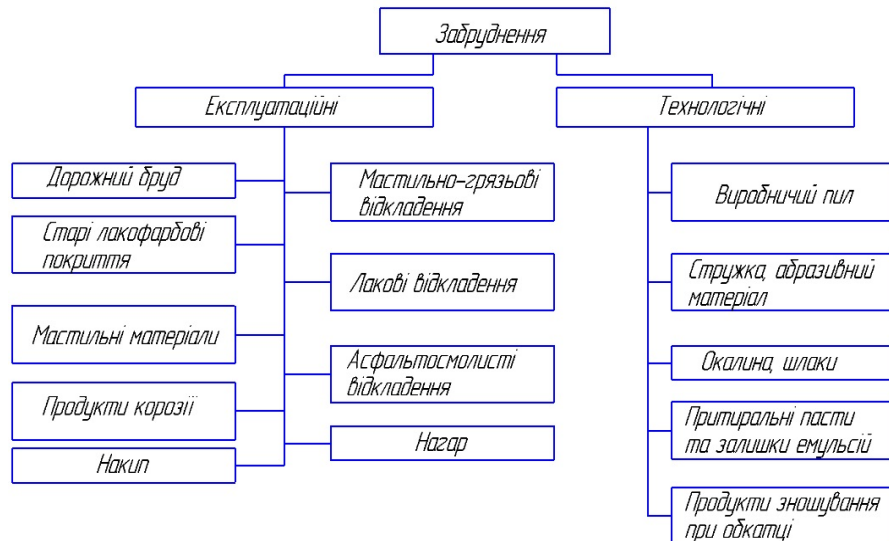 Забруднення
Експлуатаційні
Технологічні
Дорожний бруд
Старі лакофарбові
покриття
Мастильні матеріали
Продукти корозії
Накип
Мастильно-грязьові
відкладення
Лакові відкладення
Асфальтосмолисті
відкладення
Нагар
Виробничий пил
Стружка, абразивний
матеріал
Окалина, шлаки
Притиральні пасти
та залишки емульсій
Продукти зношування
при обкатці